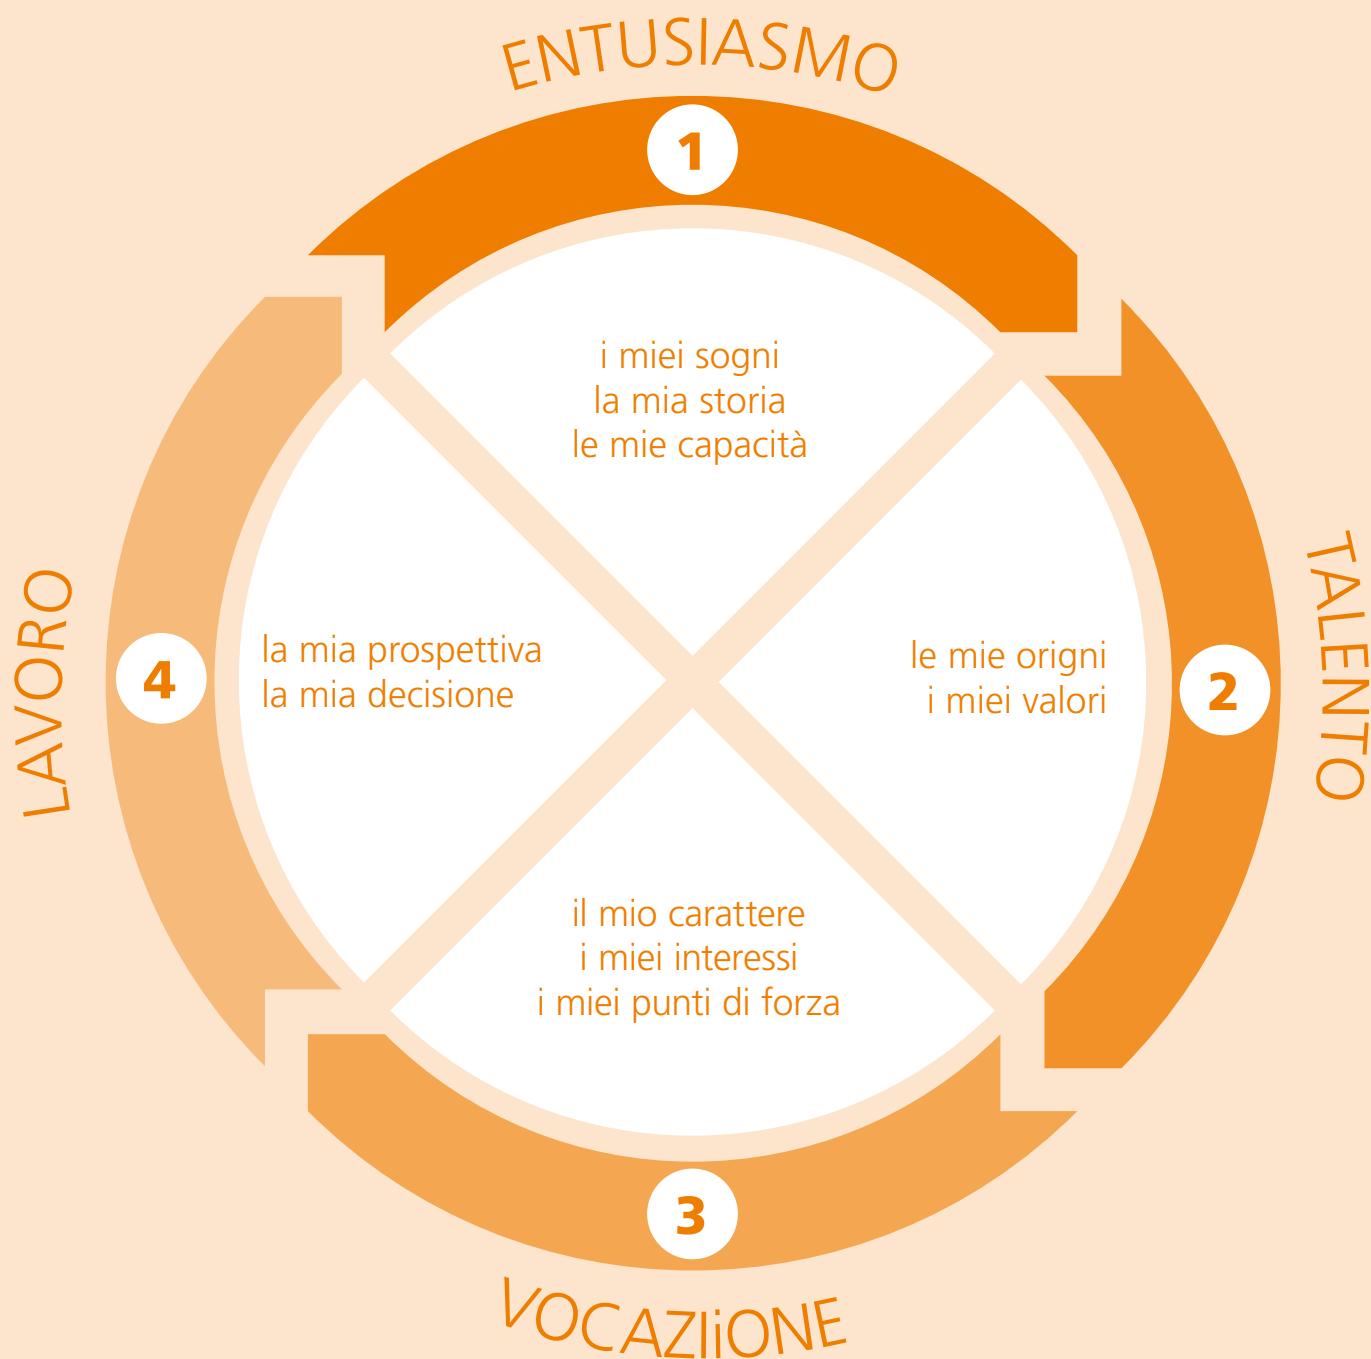 ENTUSIASMO
1
i miei sogni
la mia storia
le mie capacità
TALENTO
2
le mie origni
i miei valori
VOCAZIiONE
3
il mio carattere
i miei interessi
i miei punti di forza
LAVORO
4
la mia prospettiva
la mia decisione